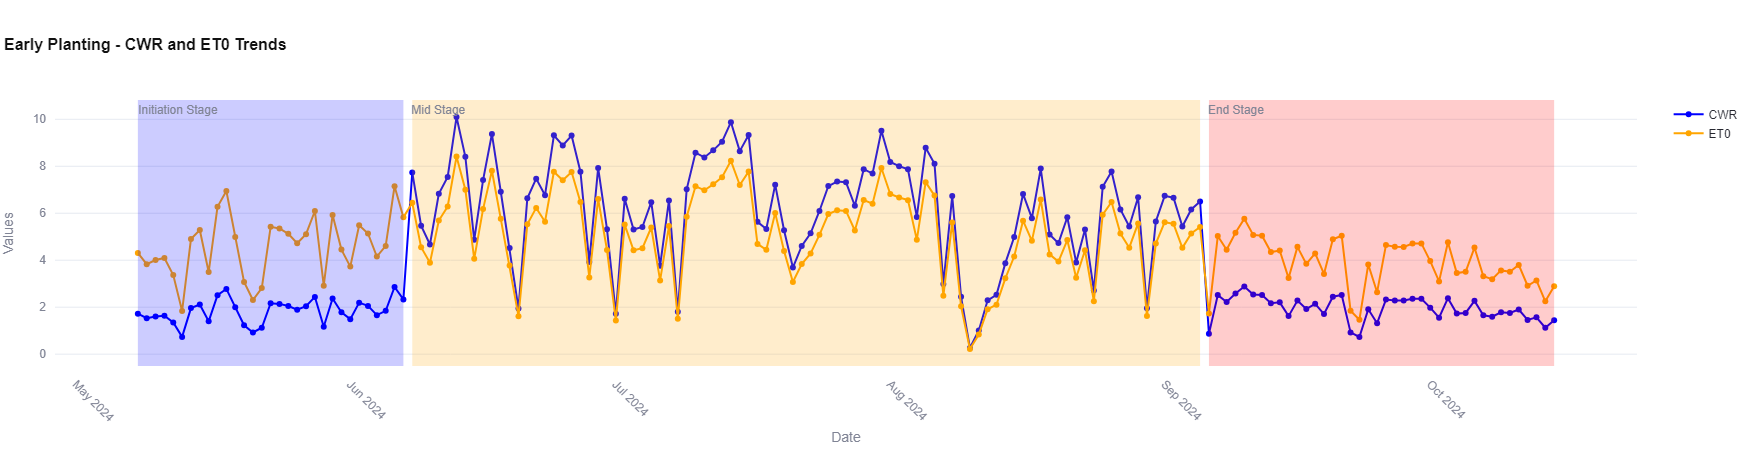 Early Planting - CWR and ET0 Trends
Initiation Stage
Mid Stage
End Stage
CWR
ET0
Values
10
8
6
4
2
0
May 2024
Jun 2024
Jul 2024
Aug 2024
Sep 2024
Oct 2024
Date